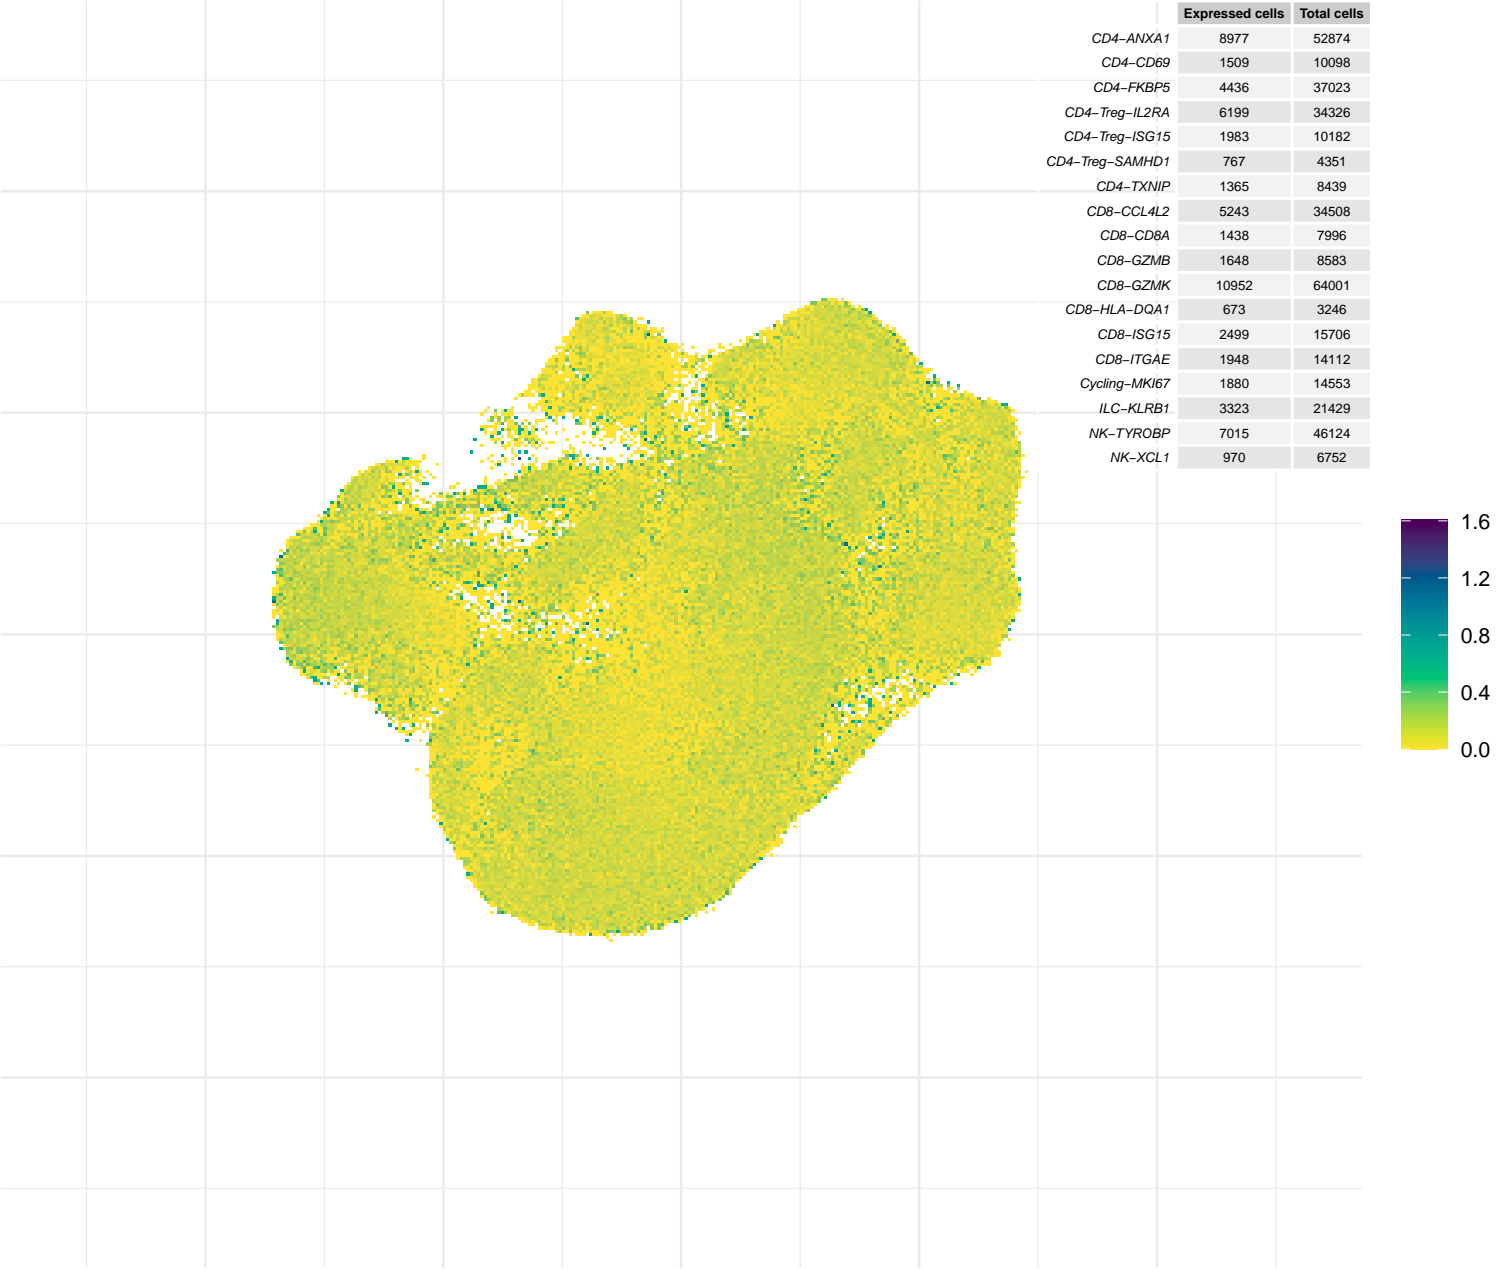 Expressed cells Total cells
CD4−ANXA1 8977 52874
CD4−CD69 1509 10098
CD4−FKBP5 4436 37023
CD4−Treg−IL2RA 6199 34326
CD4−Treg−ISG15 1983 10182
CD4−Treg−SAMHD1 767 4351
CD4−TXNIP 1365 8439
CD8−CCL4L2 5243 34508
CD8−CD8A 1438 7996
CD8−GZMB 1648 8583
CD8−GZMK 10952 64001
CD8−HLA−DQA1 673 3246
CD8−ISG15 2499 15706
CD8−ITGAE 1948 14112
Cycling−MKI67 1880 14553
ILC−KLRB1 3323 21429
NK−TYROBP 7015 46124
NK−XCL1 970 6752
1.6
1.2
0.8
0.4
0.0